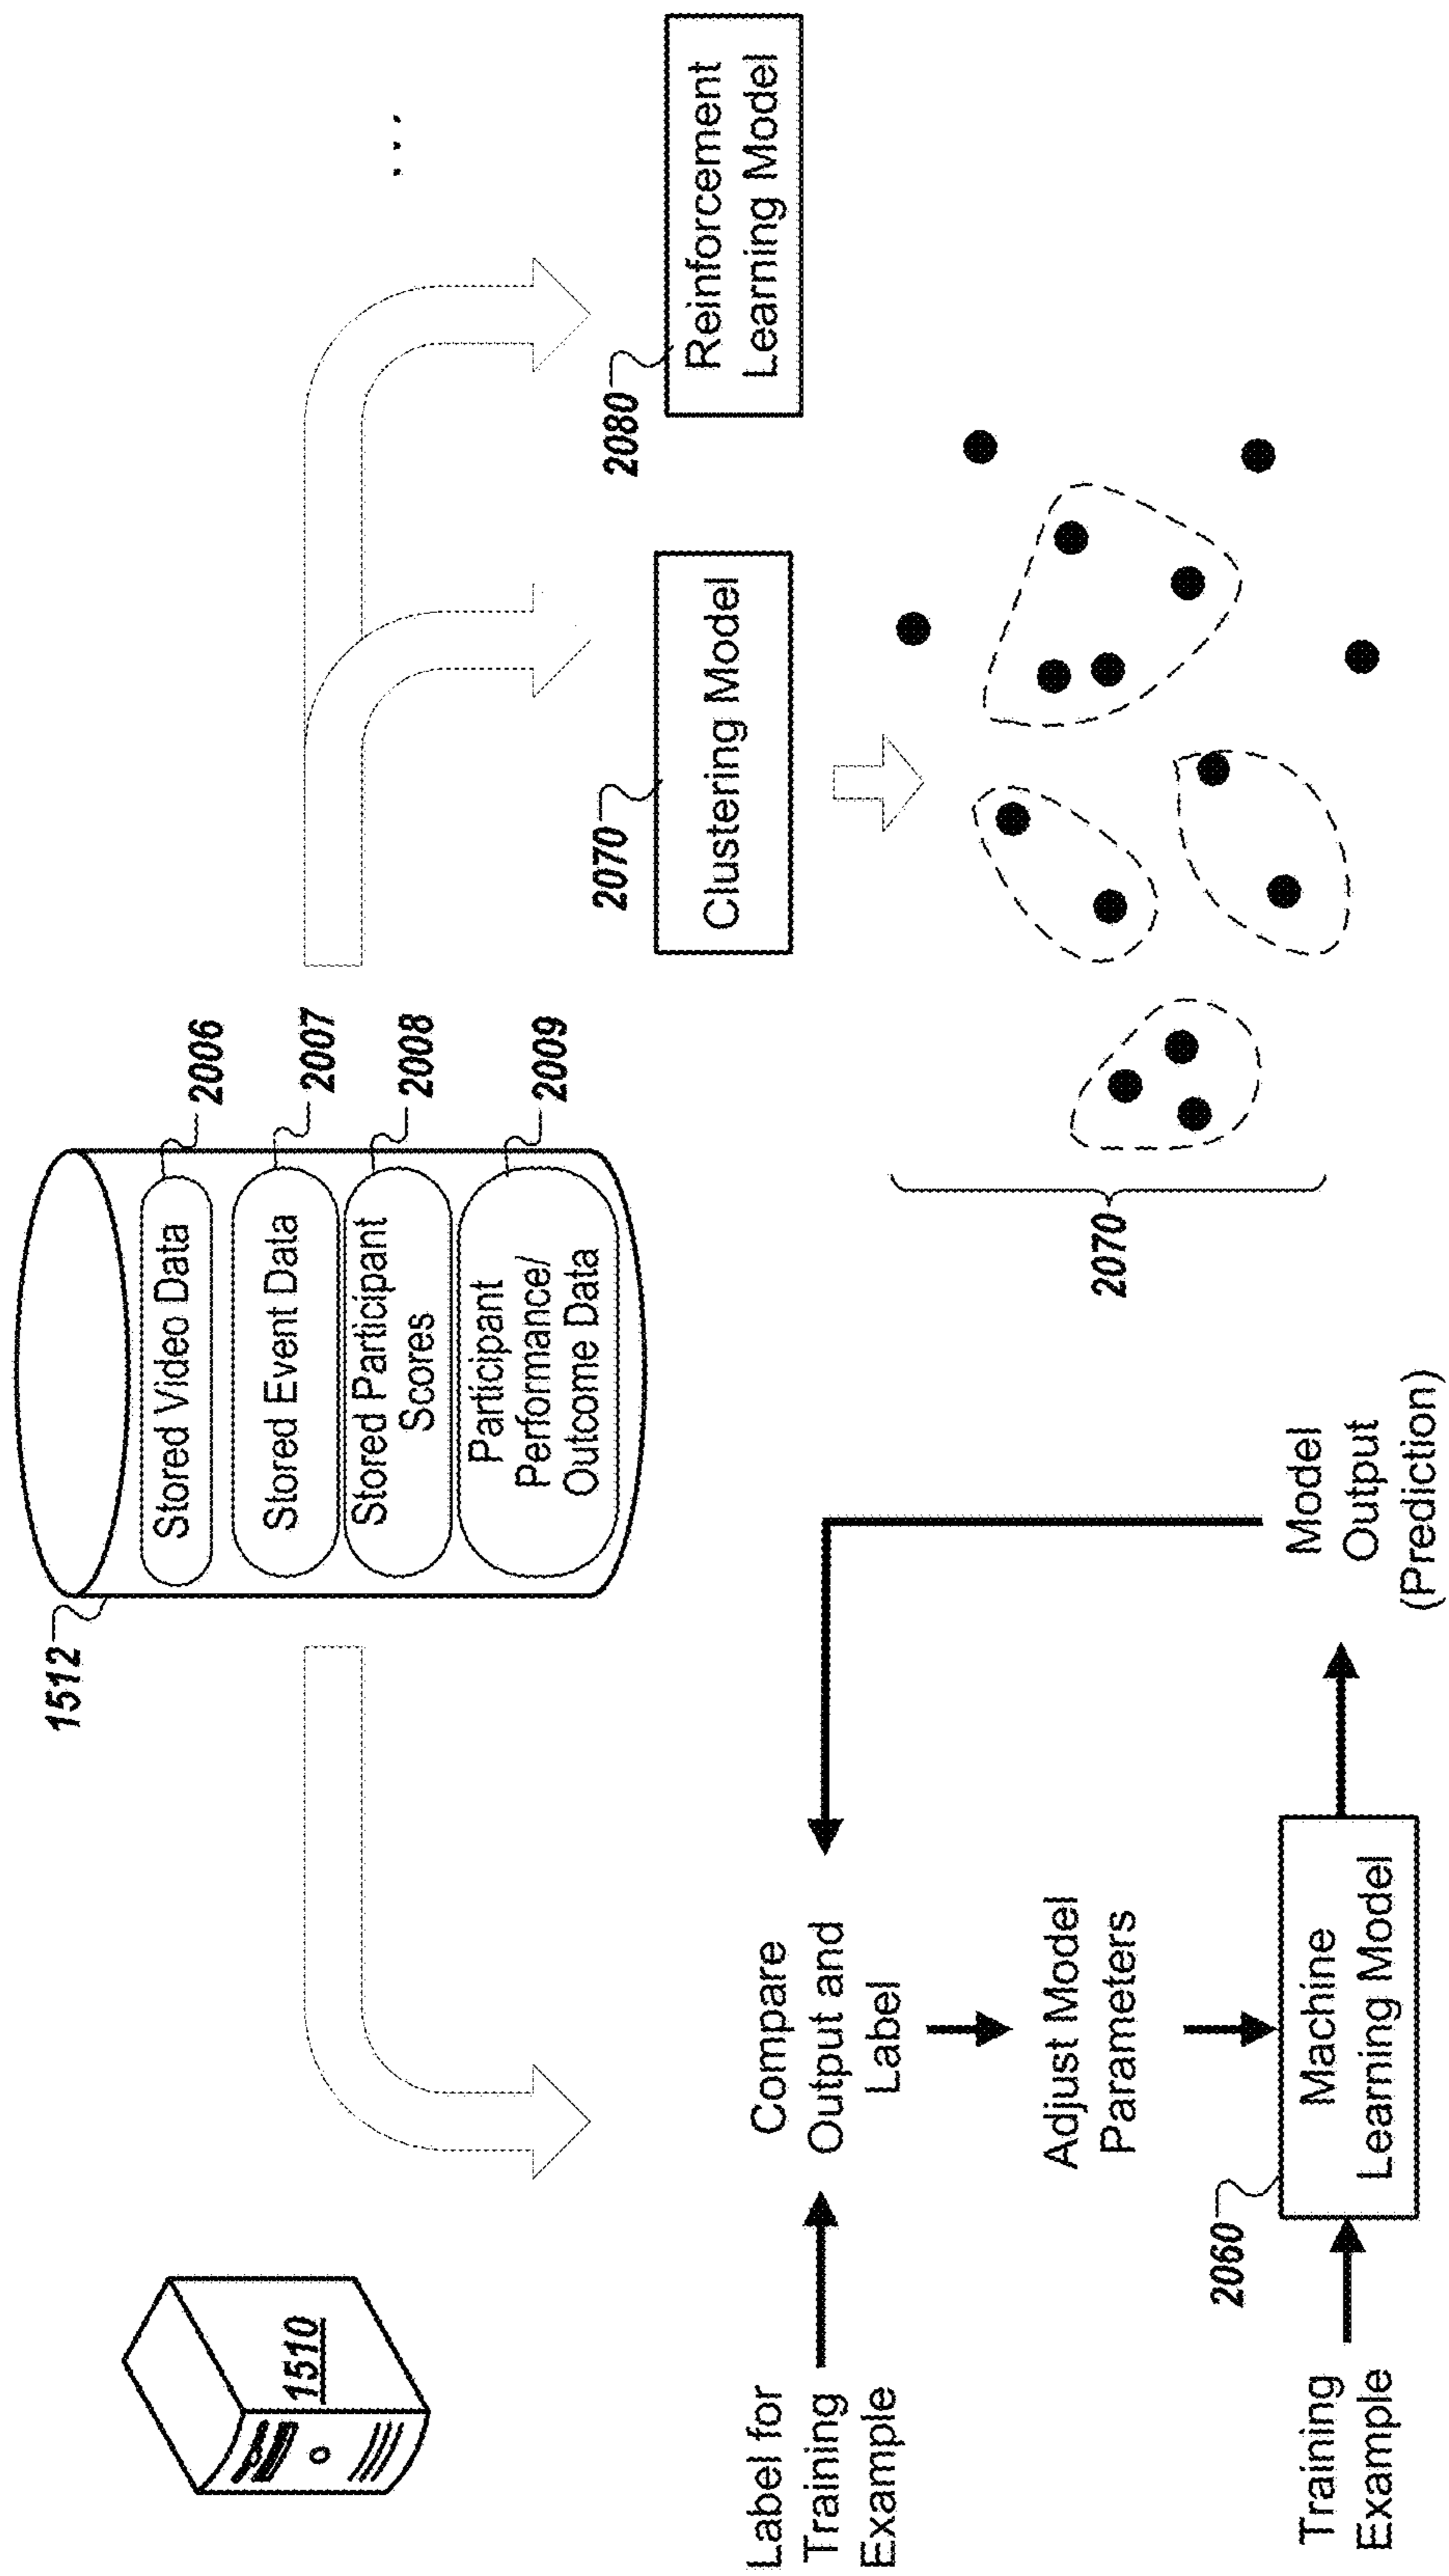 1510
1512
Stored Video Data
2006
Stored Event Data
2007
Stored Participant
Scores
2008
Participant
Performance/
Outcome Data
2009
...
Label for
Training
Example
Compare
Output and
Label
Adjust Model
Parameters
2060
Training
Example
Machine
Learning Model
Model
Output
(Prediction)
2070
Clustering Model
2070
2080
Reinforcement
Learning Model